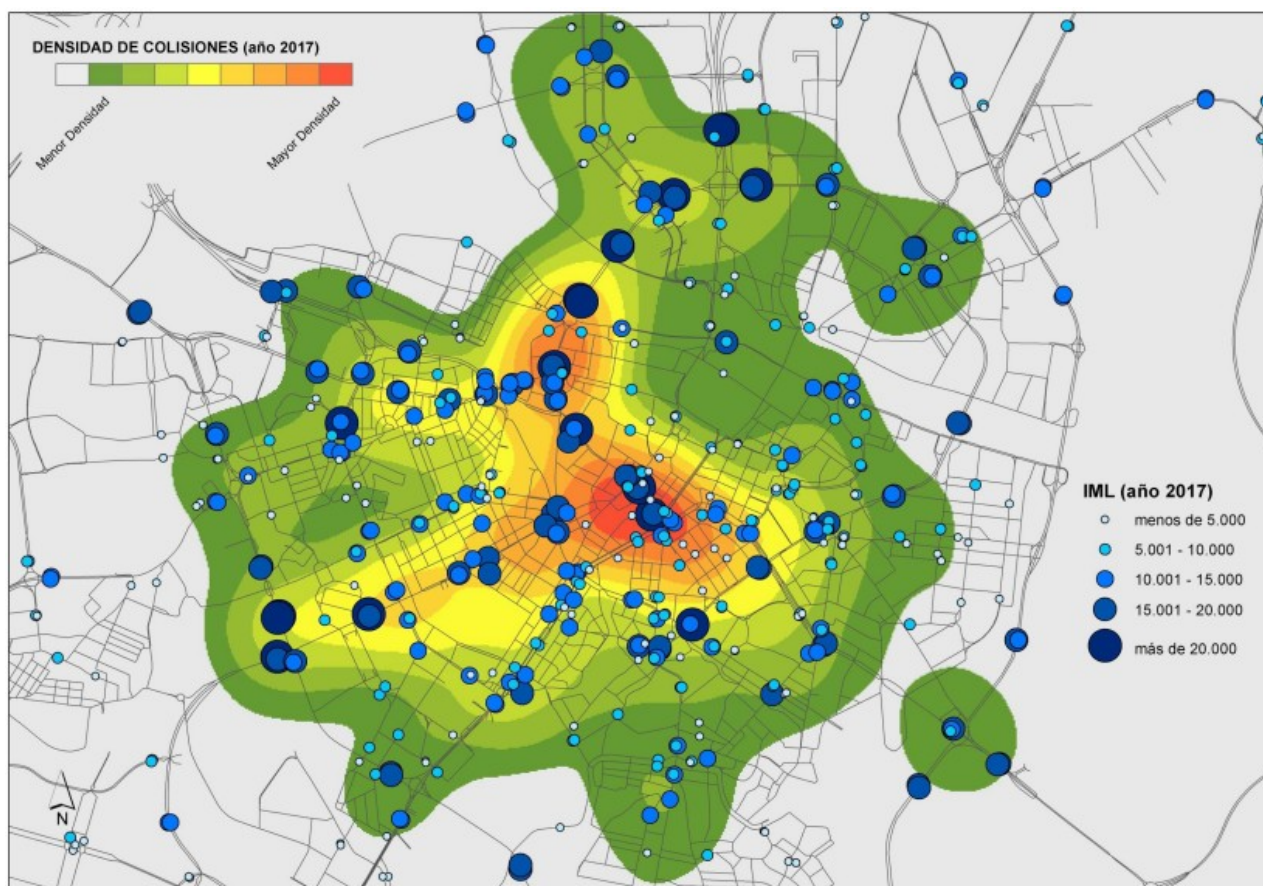 DENSIDAD DE COLISIONES (año 2017)
Menor Densidad
Mayor Densidad
IML (año 2017)
menos de 5.000
5.001 - 10.000
10.001 - 15.000
15.001 - 20.000
más de 20.000
N